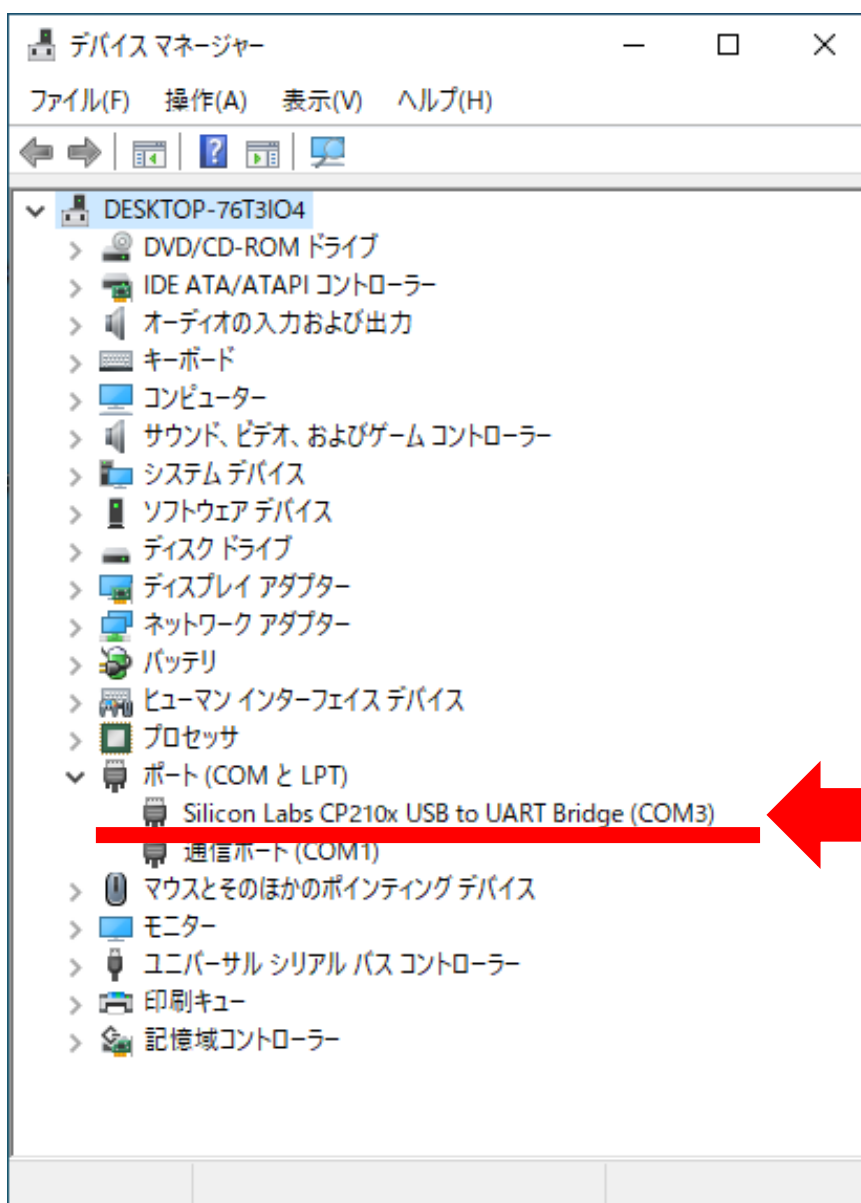 デバイス マネージャー
ファイル(F) 操作(A) 表示(V) ヘルプ(H)
DESKTOP-76T3IO4
DVD/CD-ROM ドライブ
IDE ATA/ATAPI コントローラー
オーディオの入力および出力
キーボード
コンピューター
サウンド、ビデオ、およびゲーム コントローラー
システム デバイス
ソフトウェア デバイス
ディスク ドライブ
ディスプレイ アダプター
ネットワーク アダプター
バッテリ
ヒューマン インターフェイス デバイス
プロセッサ
ポート (COM と LPT)
Silicon Labs CP210x USB to UART Bridge (COM3)
通信ポート (COM1)
マウスとそのほかのポインティング デバイス
モニター
ユニバーサル シリアル バス コントローラー
印刷キュー
記憶域コントローラー